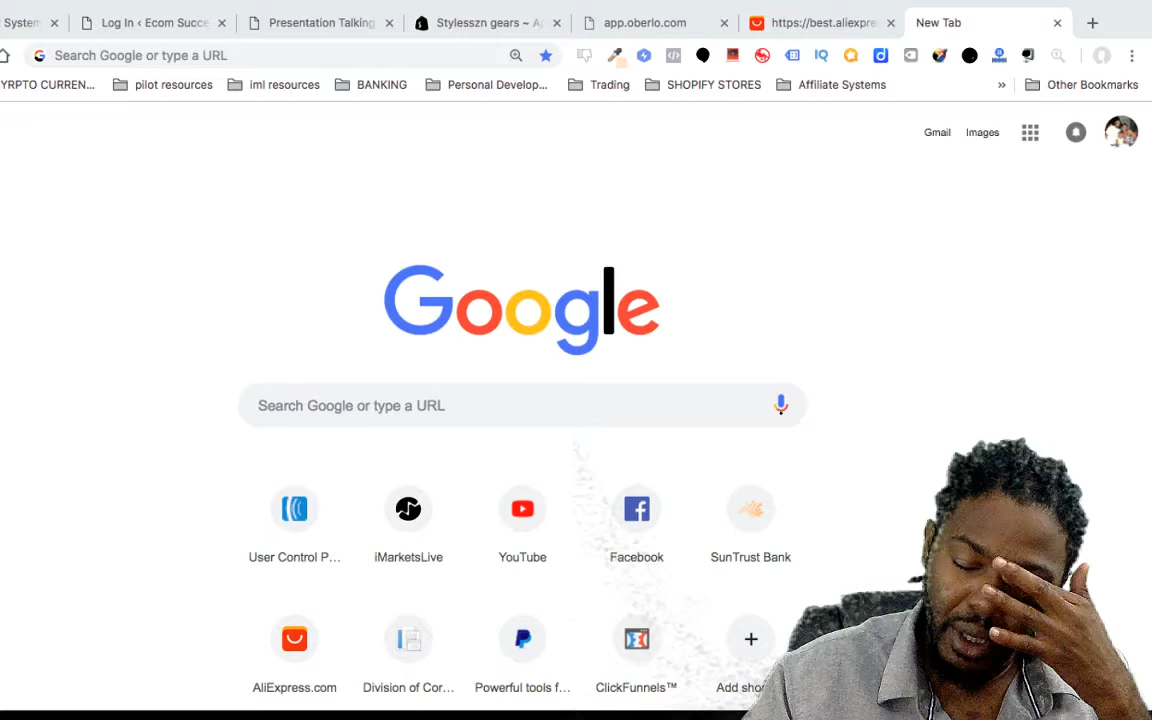 System
Log In ‹ Ecom Succe
Presentation Talking
Stylesszn gears ~ A
app.oberlo.com
https://best.aliexpre
New Tab
Search Google or type a URL
YRPTO CURREN...
pilot resources
iml resources
BANKING
Personal Develop...
Trading
SHOPIFY STORES
Affiliate Systems
»
Other Bookmarks
Gmail
Images
Google
Search Google or type a URL
User Control P...
iMarketsLive
YouTube
Facebook
SunTrust Bank
AliExpress.com
Division of Cor...
Powerful tools f...
ClickFunnels™
Add sho